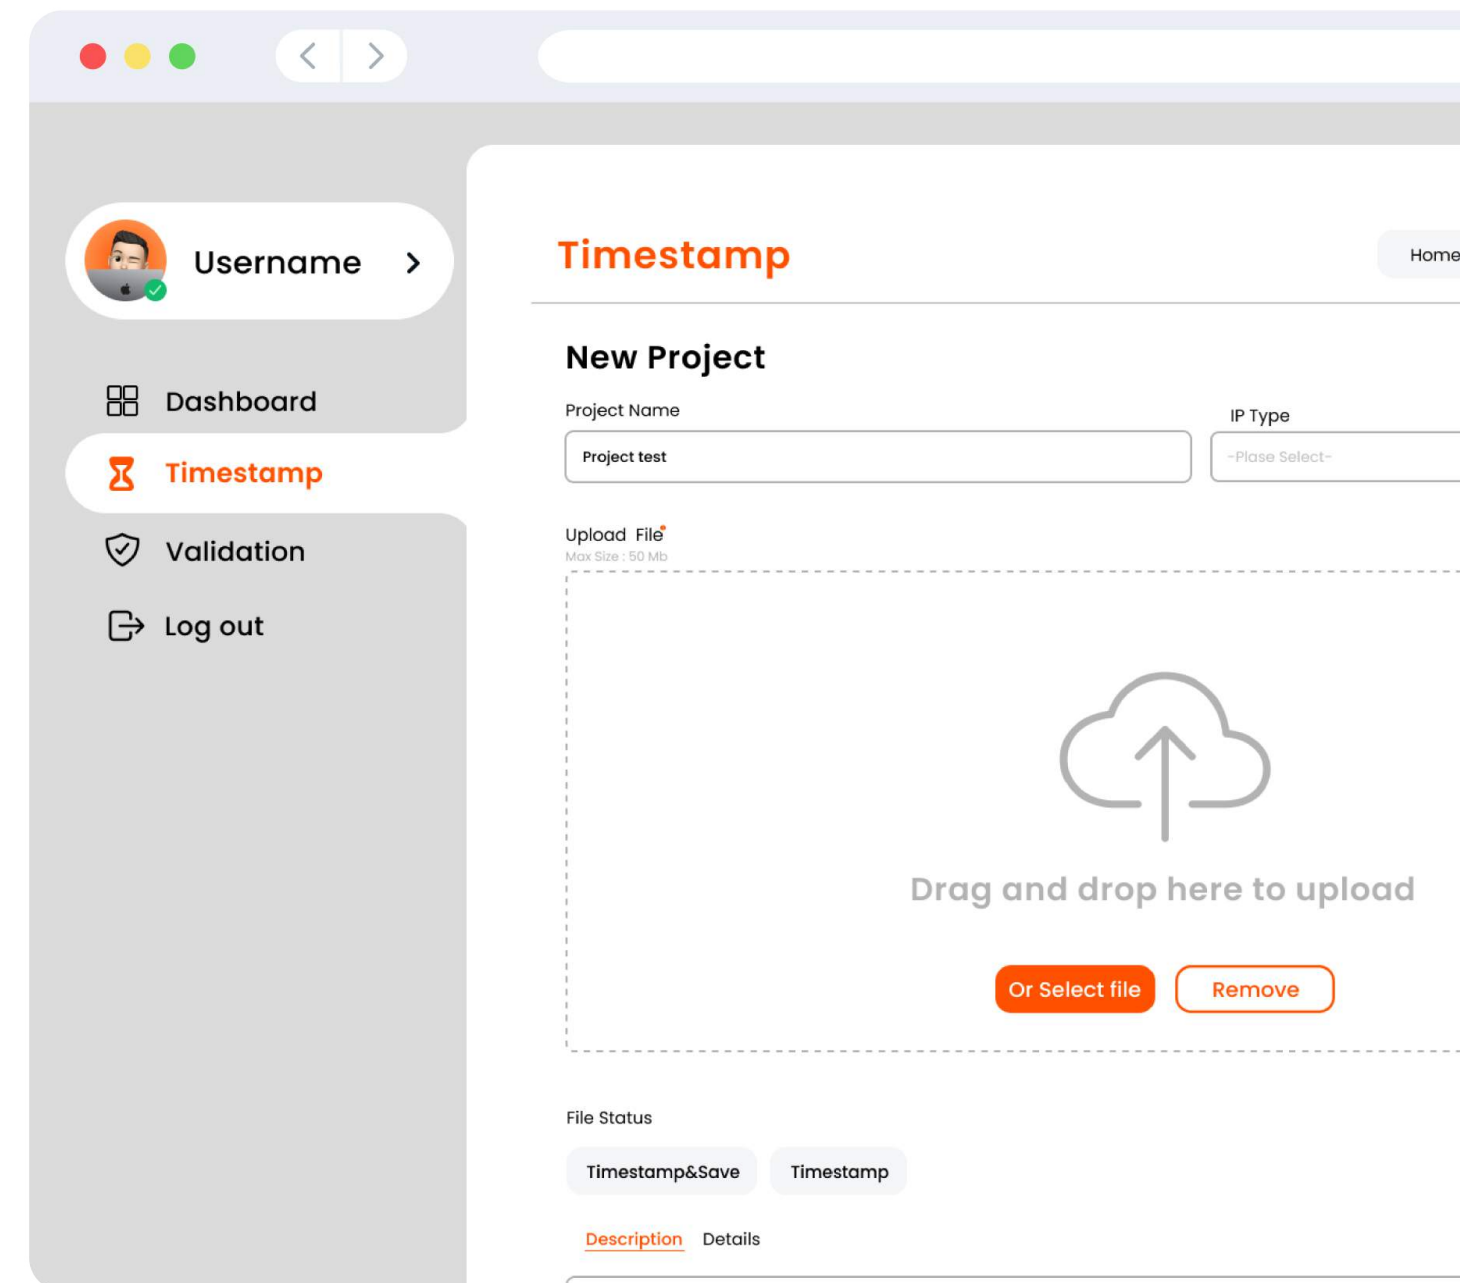 Username
Dashboard
Timestamp
Validation
Log out
Timestamp
Home
New Project
Project Name
IP Type
Project test
-Plase Select-
Upload File
Max Size : 50 Mb
Drag and drop here to upload
Or Select file
Remove
File Status
Timestamp&Save
Timestamp
Description
Details